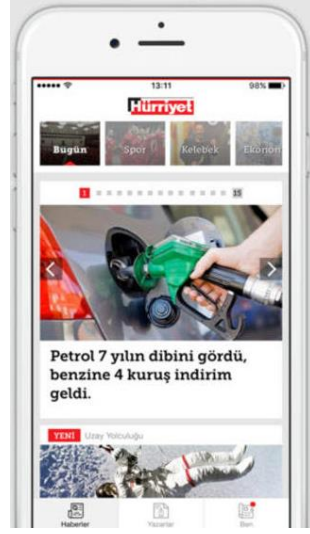 13:11
98%
Hürriyet
Bugün
Spor
Kelebek
Ekonom
1
15
Petrol 7 yılın dibini gördü,
benzine 4 kuruş indirim
geldi.
YENİ Uzay Yolculuğu
Haberler
Yazarlar
Ben